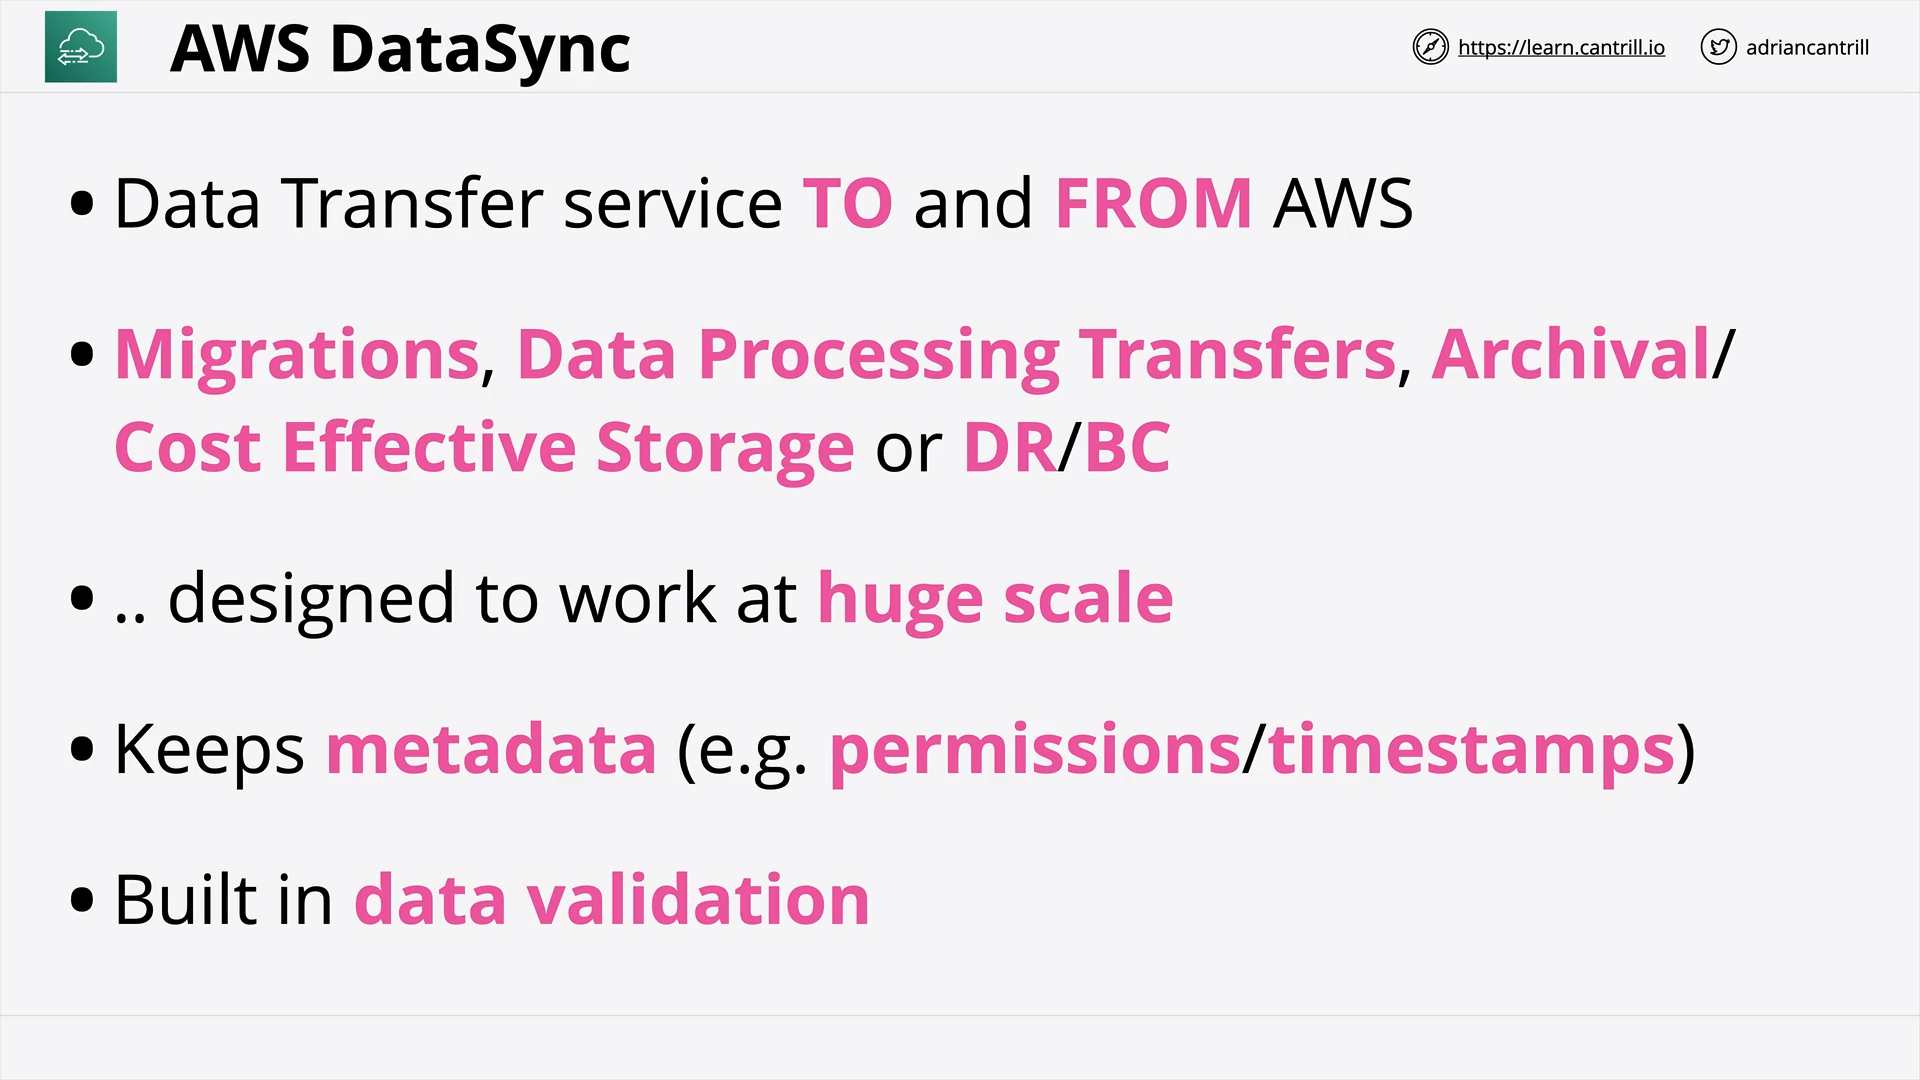 AWS DataSync
https://learn.cantrill.io
adriancantrill
• Data Transfer service TO and FROM AWS
• Migrations, Data Processing Transfers, Archival/
Cost Effective Storage or DR/BC
• .. designed to work at huge scale
• Keeps metadata (e.g. permissions/timestamps)
• Built in data validation